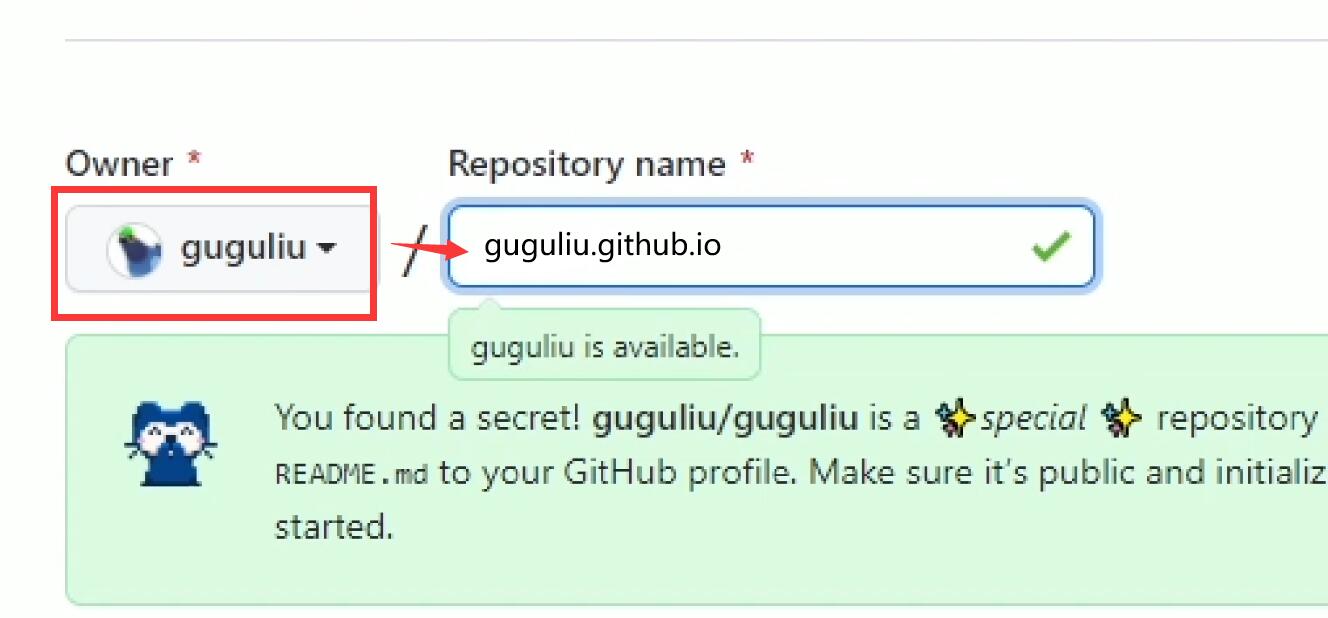 Owner *
Repository name *
guguliu
/
guguliu.github.io
guguliu is available.
You found a secret! guguliu/guguliu is a ✨special ✨ repository
README.md to your GitHub profile. Make sure it's public and initializ
started.